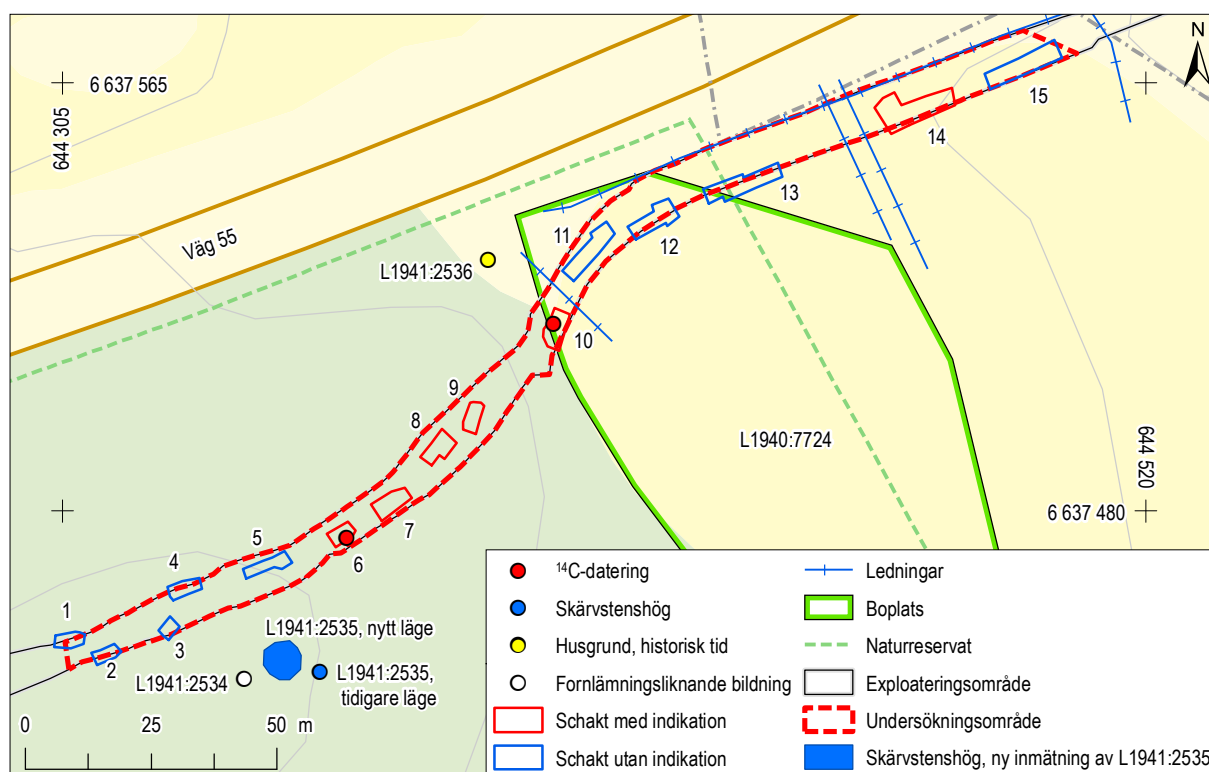 N
6 637 565
644 305
15
14
Väg 55
13
12
11
L1941:2536
10
9
8
L1940:7724
644 520
6 637 480
7
6
5
4
1
3
2
L1941:2535, nytt läge
L1941:2534
L1941:2535,
tidigare läge
0 25 50 m
¹⁴C-datering
Skärvstenshög
Husgrund, historisk tid
Fornlämningsliknande bildning
Schakt med indikation
Schakt utan indikation
Ledningar
Boplats
Naturreservat
Exploateringsområde
Undersökningsområde
Skärvstenshög, ny inmätning av L1941:2535